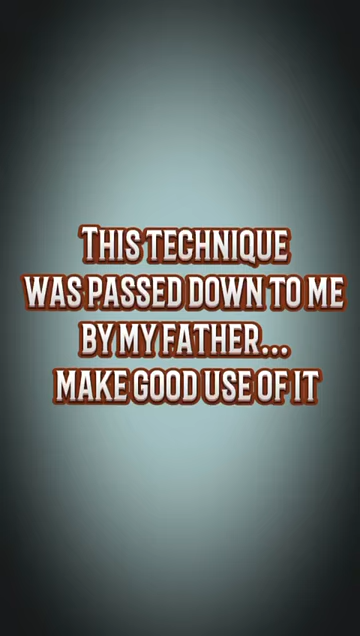 This technique
was passed down to me
by my father...
make good use of it